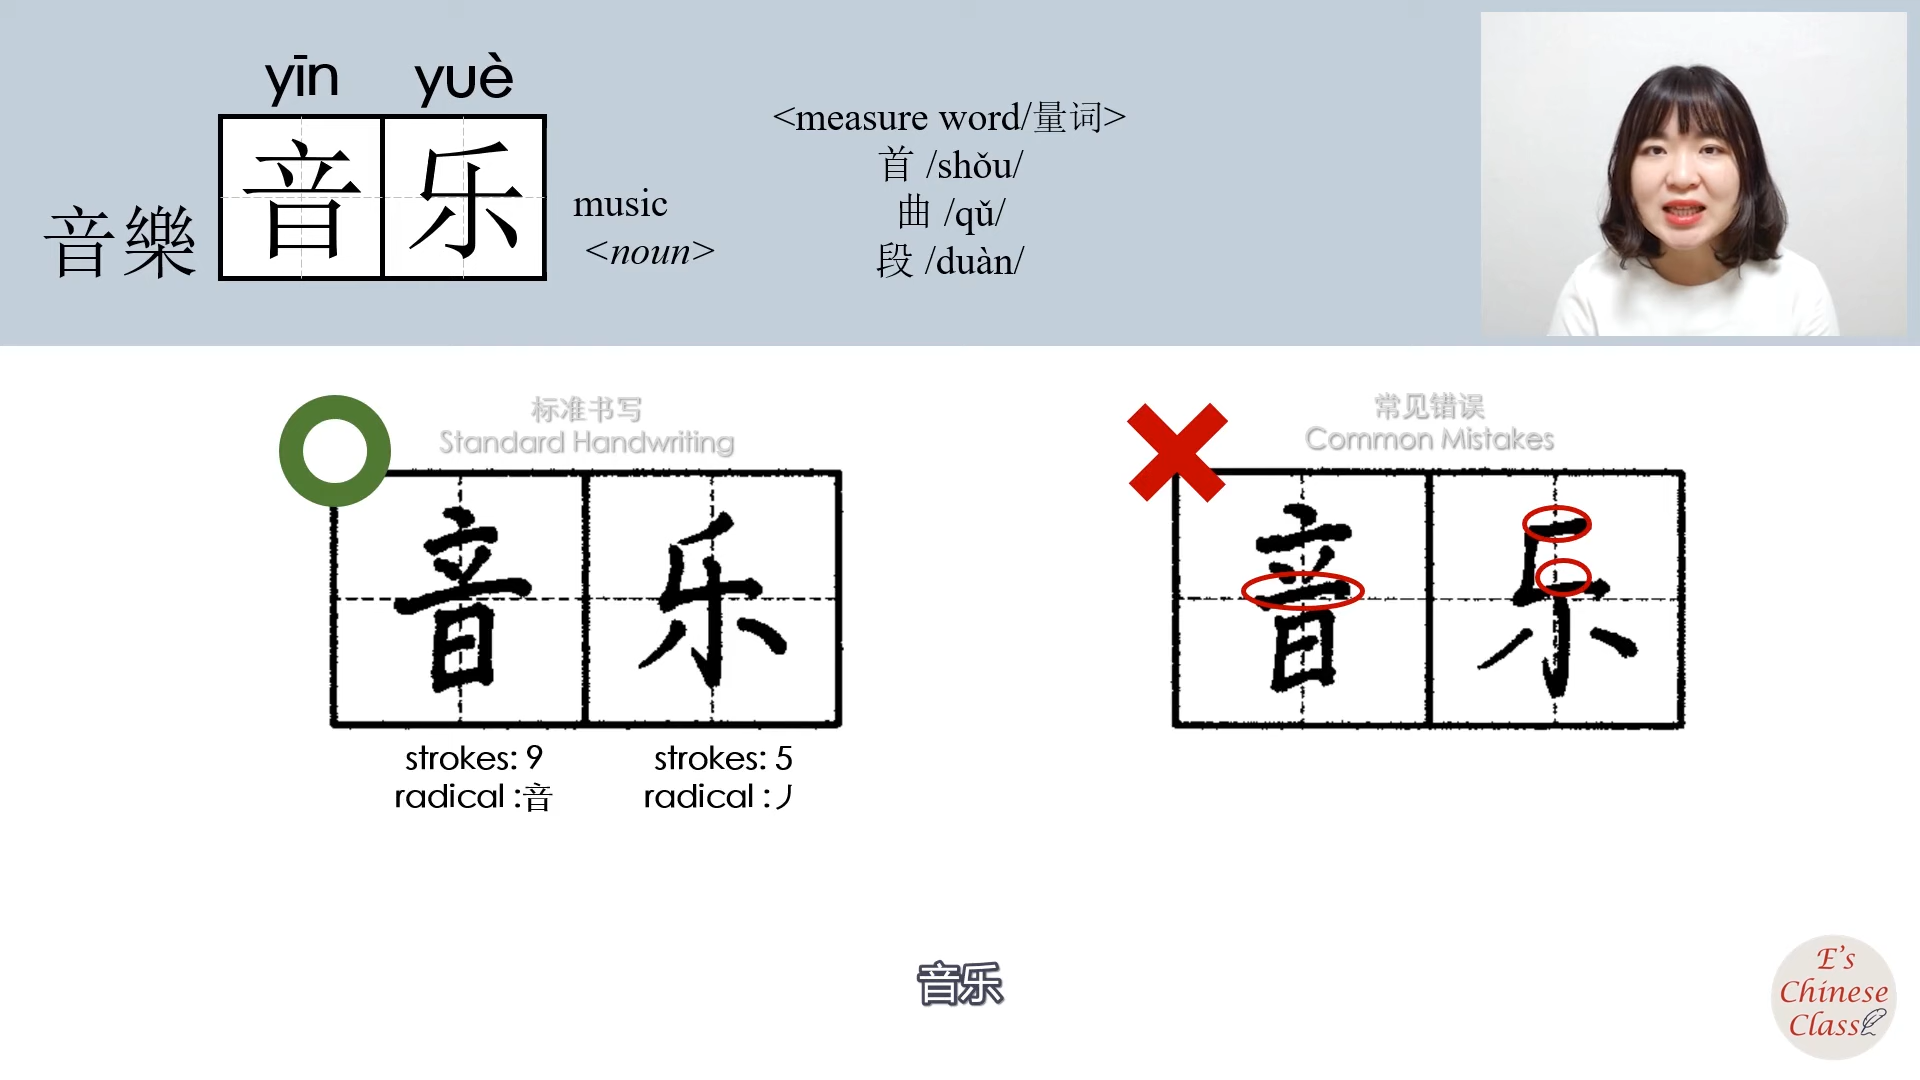 yīn yuè
音樂
音乐
music
<noun>
<measure word/量词>
首 /shǒu/
曲 /qǔ/
段 /duàn/
标准书写
Standard Handwriting
音乐
strokes: 9
radical :音
strokes: 5
radical :丿
常见错误
Common Mistakes
音乐
音乐
E's
Chinese
Class